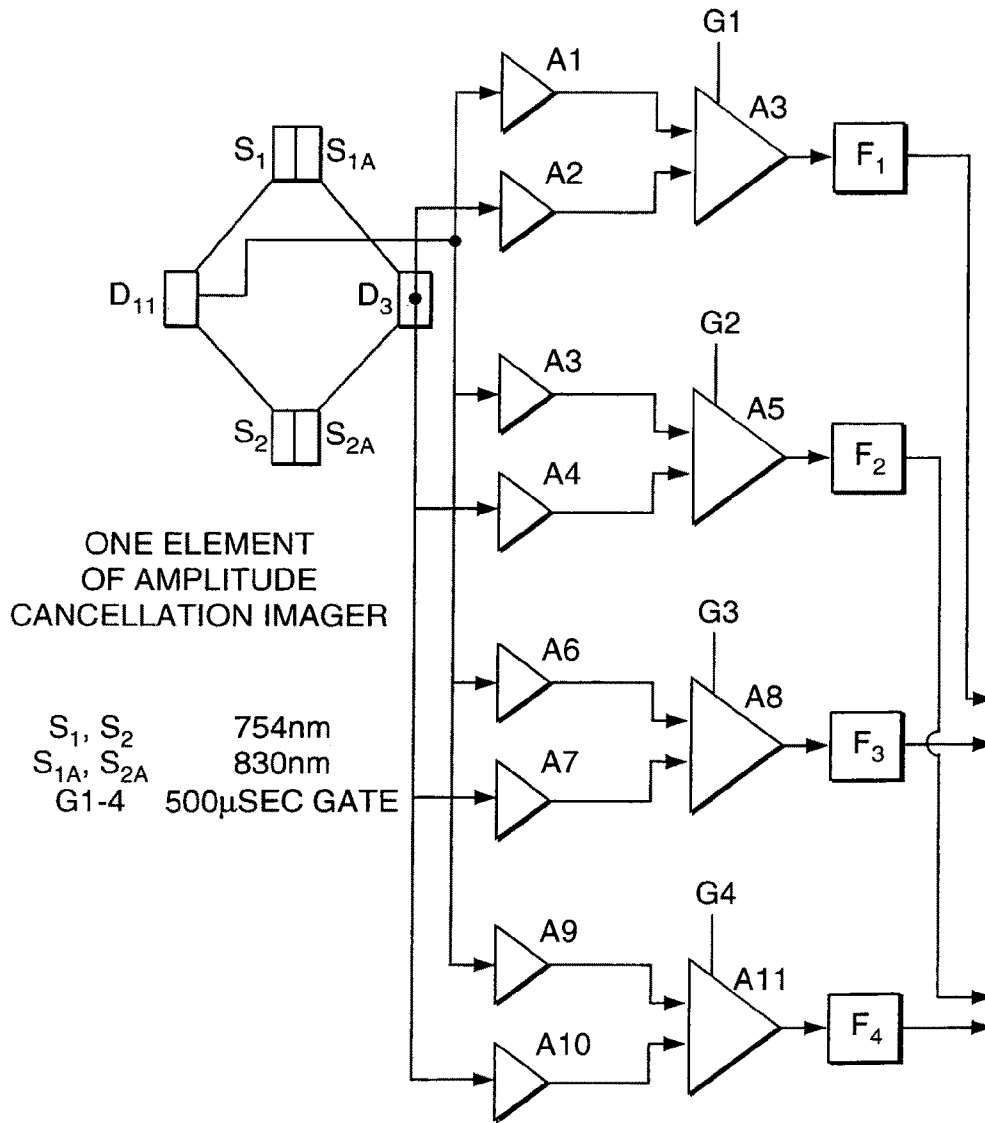 G1
A1
A3
S₁ S₁A
F₁
A2
D₁₁
D₃
G2
A3
A5
S₂ S₂A
F₂
A4
ONE ELEMENT
OF AMPLITUDE
CANCELLATION IMAGER
G3
A6
A8
S₁, S₂ 754nm
F₃
S₁A, S₂A 830nm
A7
G1-4 500µSEC GATE
G4
A9
A11
F₄
A10